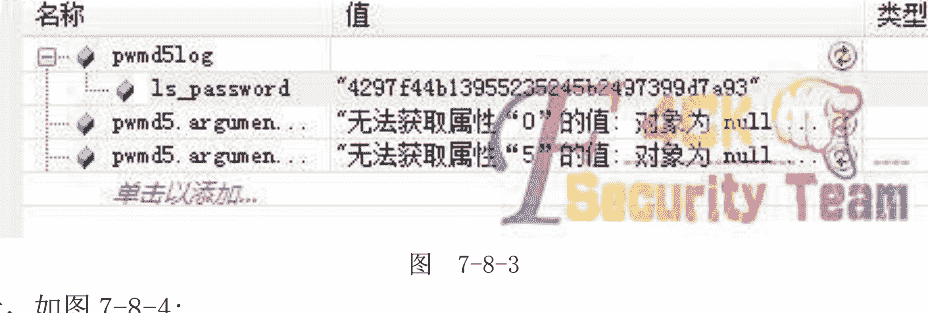 名称 值 类型
pwmd5log
ls_password "4297f44b13955235245b2497399d7a93"
pwmd5.argumen... "无法获取属性“0”的值: 对象为 null ...
pwmd5.argumen... "无法获取属性“5”的值: 对象为 null ...
单击以添加...
Security Team
图 7-8-3
如图 7-8-4: